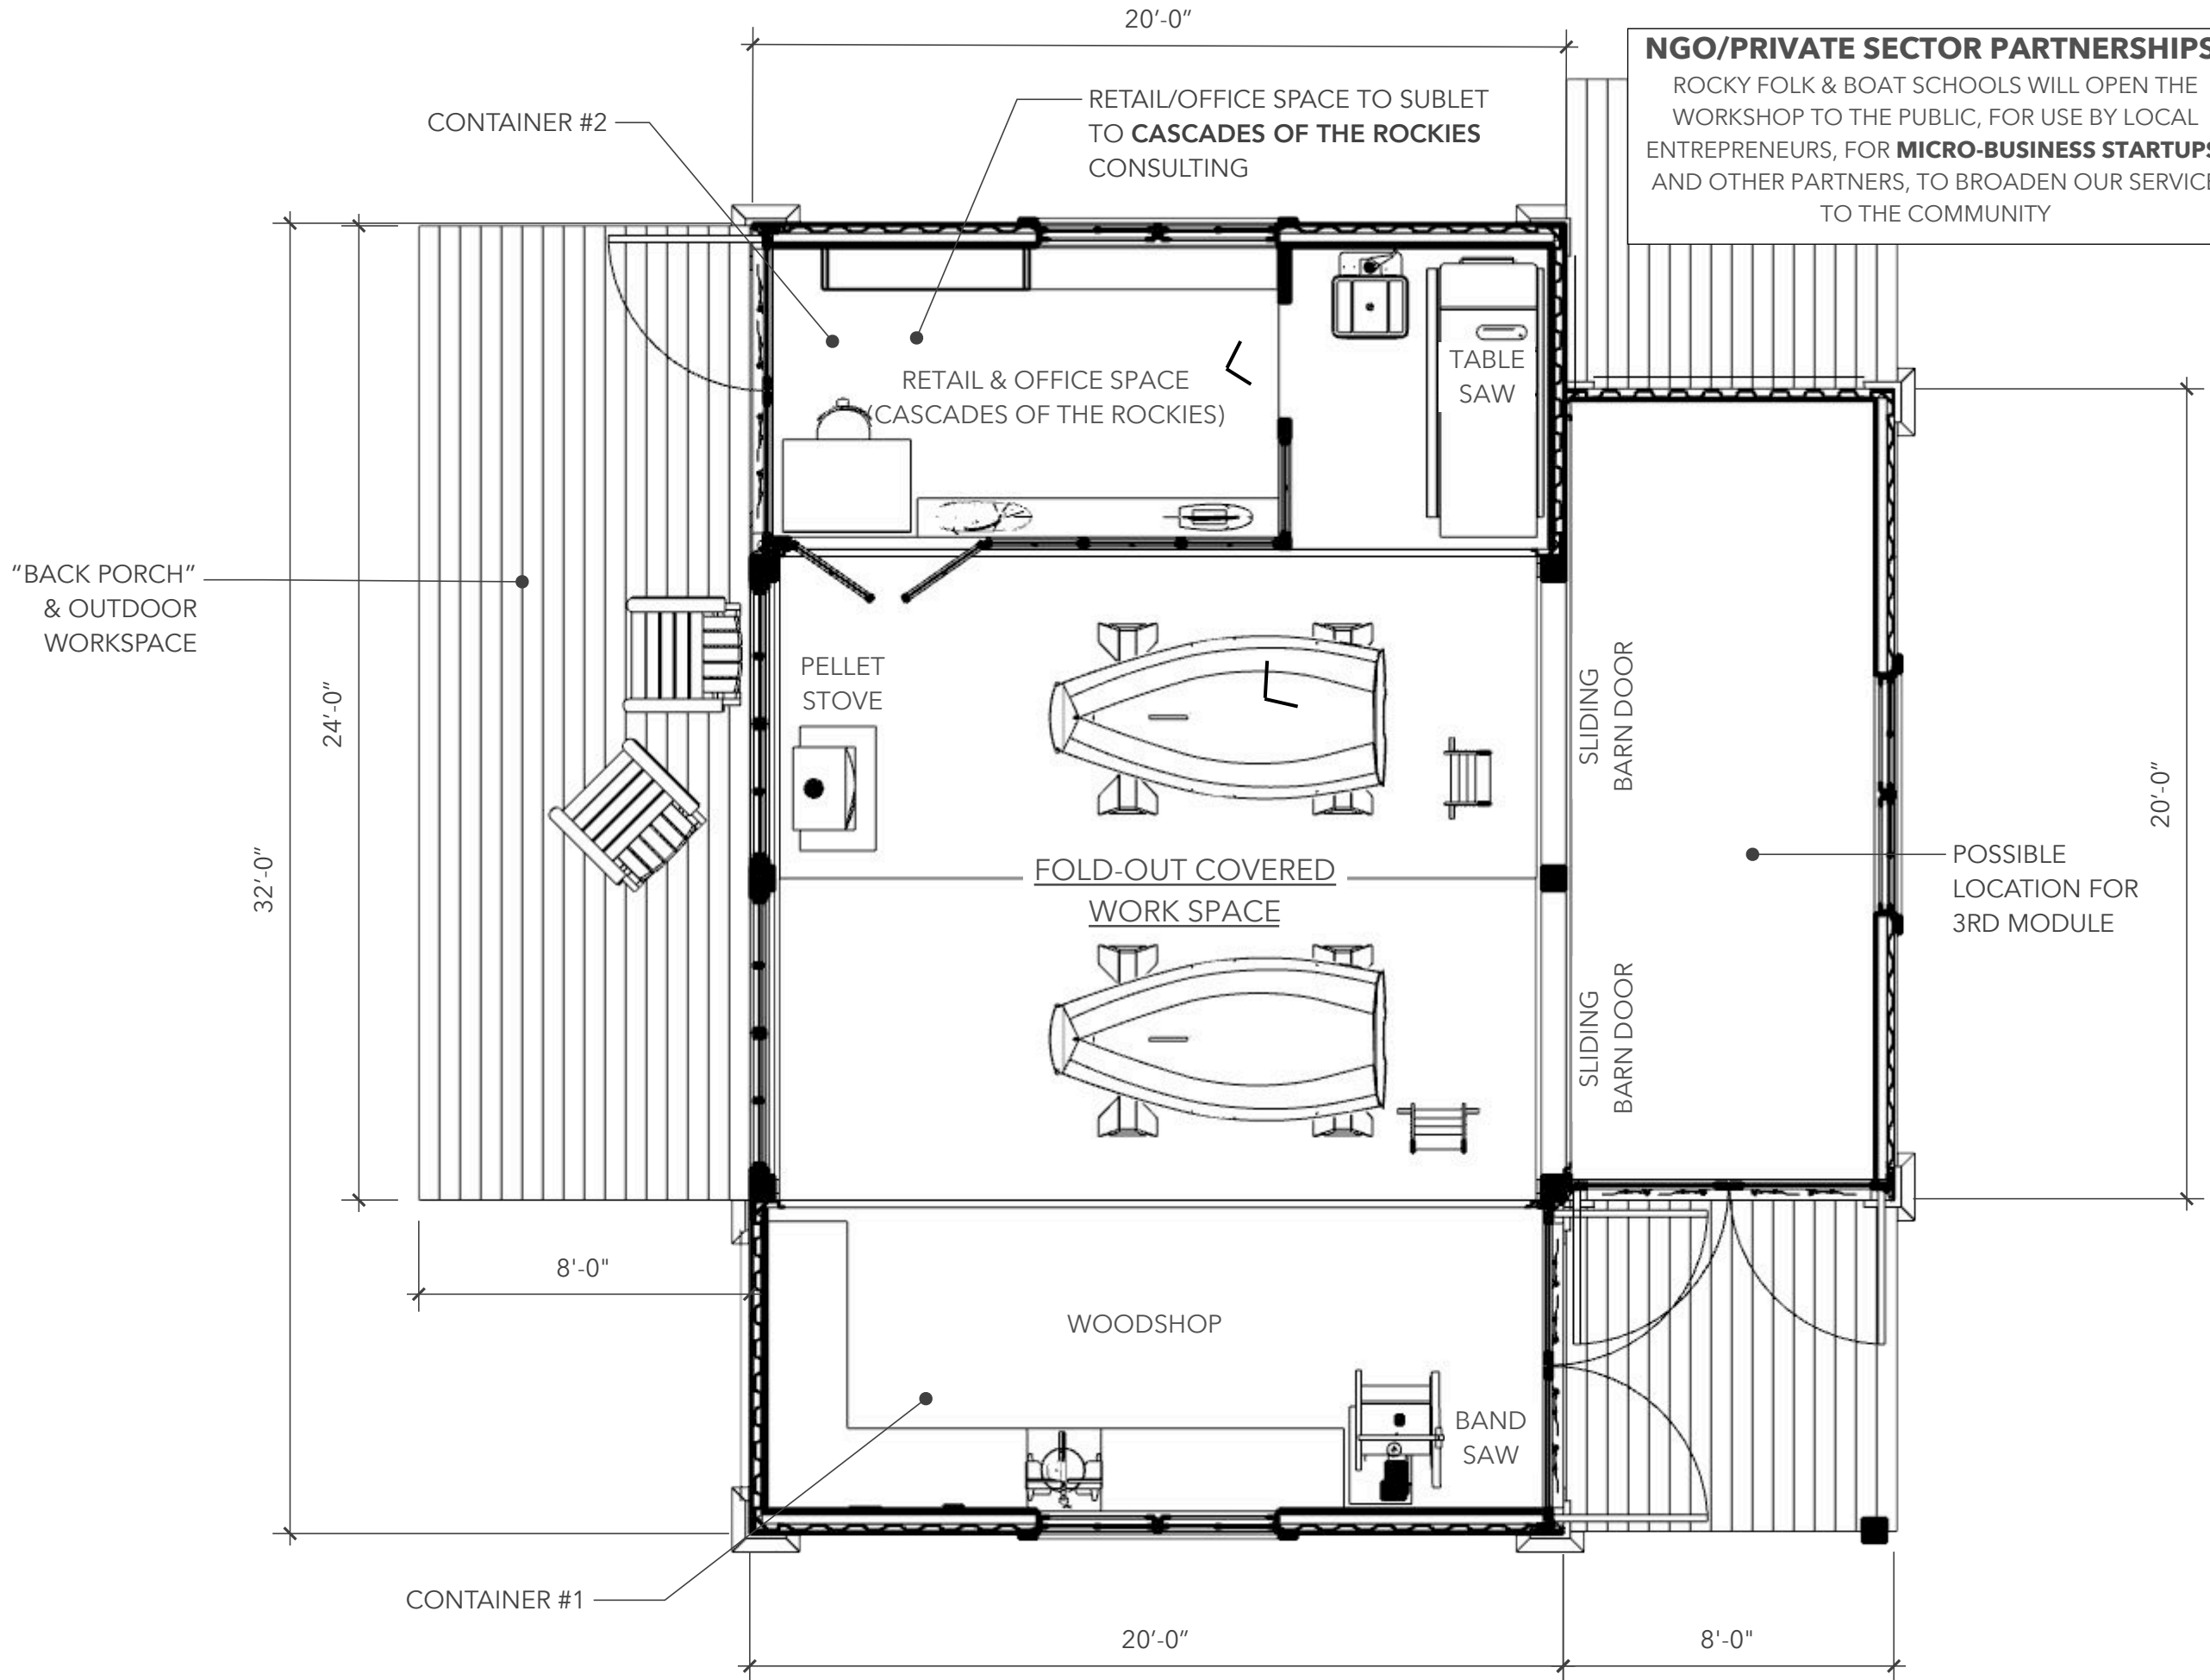 20'-0"
NGO/PRIVATE SECTOR PARTNERSHIPS
ROCKY FOLK & BOAT SCHOOLS WILL OPEN THE
WORKSHOP TO THE PUBLIC, FOR USE BY LOCAL
ENTREPRENEURS, FOR MICRO-BUSINESS STARTUPS
AND OTHER PARTNERS, TO BROADEN OUR SERVICE
TO THE COMMUNITY
CONTAINER #2
RETAIL/OFFICE SPACE TO SUBLET
TO CASCADES OF THE ROCKIES
CONSULTING
RETAIL & OFFICE SPACE
(CASCADES OF THE ROCKIES)
TABLE
SAW
"BACK PORCH"
& OUTDOOR
WORKSPACE
24'-0"
32'-0"
PELLET
STOVE
SLIDING
BARN DOOR
20'-0"
FOLD-OUT COVERED
WORK SPACE
POSSIBLE
LOCATION FOR
3RD MODULE
SLIDING
BARN DOOR
8'-0"
WOODSHOP
BAND
SAW
CONTAINER #1
20'-0"
8'-0"